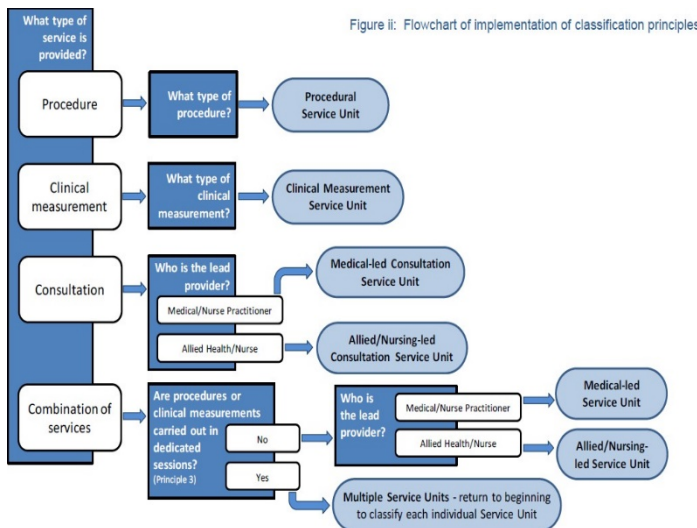 Figure ii: Flowchart of implementation of classification principles
What type of
service is
provided?
Procedure
What type of
procedure?
Procedural
Service Unit
Clinical
measurement
What type of
clinical
measurement?
Clinical Measurement
Service Unit
Consultation
Who is the lead
provider?
Medical/Nurse Practitioner
Allied Health/Nurse
Medical-led Consultation
Service Unit
Allied/Nursing-led
Consultation Service Unit
Combination of
services
Are procedures or
clinical measurements
carried out in
dedicated
sessions?
(Principle 3)
No
Yes
Who is
the lead
provider?
Medical/Nurse Practitioner
Allied Health/Nurse
Medical-led
Service Unit
Allied/Nursing-
led Service Unit
Multiple Service Units - return to beginning
to classify each individual Service Unit